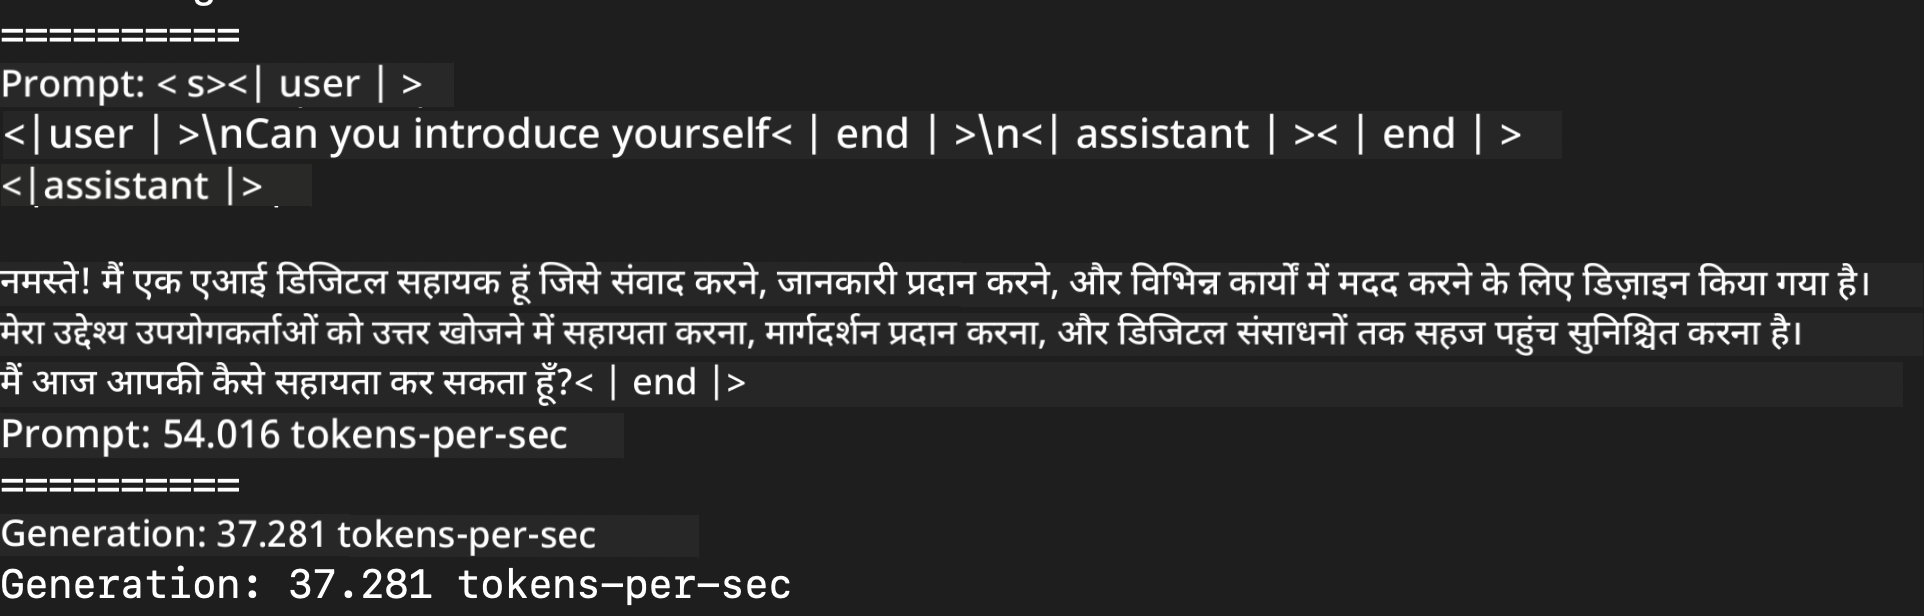 ==========
Prompt: < s><| user | >
<|user | >\nCan you introduce yourself< | end | >\n<| assistant | >< | end | >
<|assistant |>
नमस्ते! मैं एक एआई डिजिटल सहायक हूं जिसे संवाद करने, जानकारी प्रदान करने, और विभिन्न कार्यों में मदद करने के लिए डिज़ाइन किया गया है।
मेरा उद्देश्य उपयोगकर्ताओं को उत्तर खोजने में सहायता करना, मार्गदर्शन प्रदान करना, और डिजिटल संसाधनों तक सहज पहुंच सुनिश्चित करना है।
मैं आज आपकी कैसे सहायता कर सकता हूँ?< | end |>
Prompt: 54.016 tokens-per-sec
==========
Generation: 37.281 tokens-per-sec
Generation: 37.281 tokens-per-sec